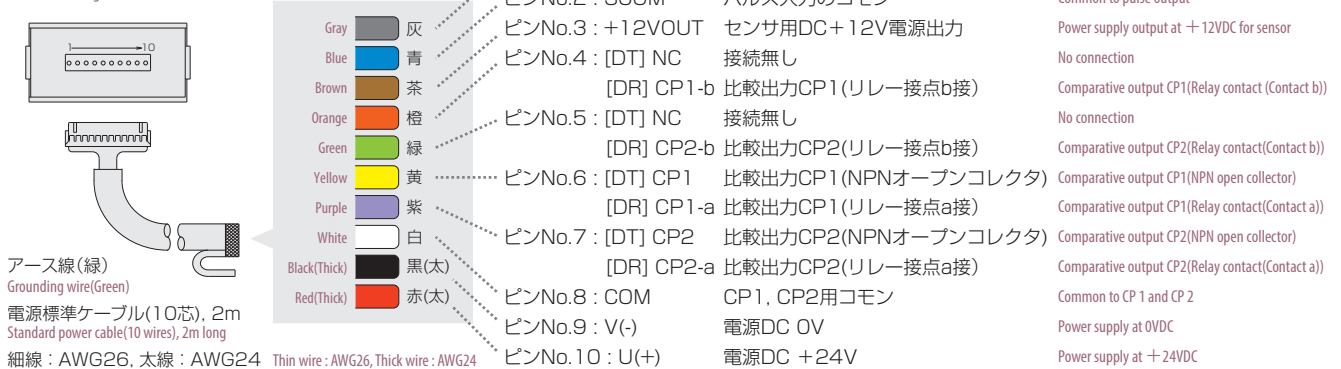 1 10
Gray 灰
Blue 青
Brown 茶
Orange 橙
Green 緑
Yellow 黄
Purple 紫
White 白
Black(Thick) 黒(太)
Red(Thick) 赤(太)
アース線(緑)
Grounding wire(Green)
電源標準ケーブル(10芯), 2m
Standard power cable(10 wires), 2m long
細線：AWG26, 太線：AWG24 Thin wire : AWG26, Thick wire : AWG24
ピンNo.3 : +12VOUT センサ用DC+12V電源出力 Power supply output at +12VDC for sensor
ピンNo.4 : [DT] NC 接続無し No connection
[DR] CP1-b 比較出力CP1(リレー接点b接) Comparative output CP1(Relay contact (Contact b))
ピンNo.5 : [DT] NC 接続無し No connection
[DR] CP2-b 比較出力CP2(リレー接点b接) Comparative output CP2(Relay contact(Contact b))
ピンNo.6 : [DT] CP1 比較出力CP1(NPNオープンコレクタ) Comparative output CP1(NPN open collector)
[DR] CP1-a 比較出力CP1(リレー接点a接) Comparative output CP1(Relay contact(Contact a))
ピンNo.7 : [DT] CP2 比較出力CP2(NPNオープンコレクタ) Comparative output CP2(NPN open collector)
[DR] CP2-a 比較出力CP2(リレー接点a接) Comparative output CP2(Relay contact(Contact a))
ピンNo.8 : COM CP1, CP2用コモン Common to CP 1 and CP 2
ピンNo.9 : V(-) 電源DC 0V Power supply at 0VDC
ピンNo.10 : U(+) 電源DC +24V Power supply at +24VDC